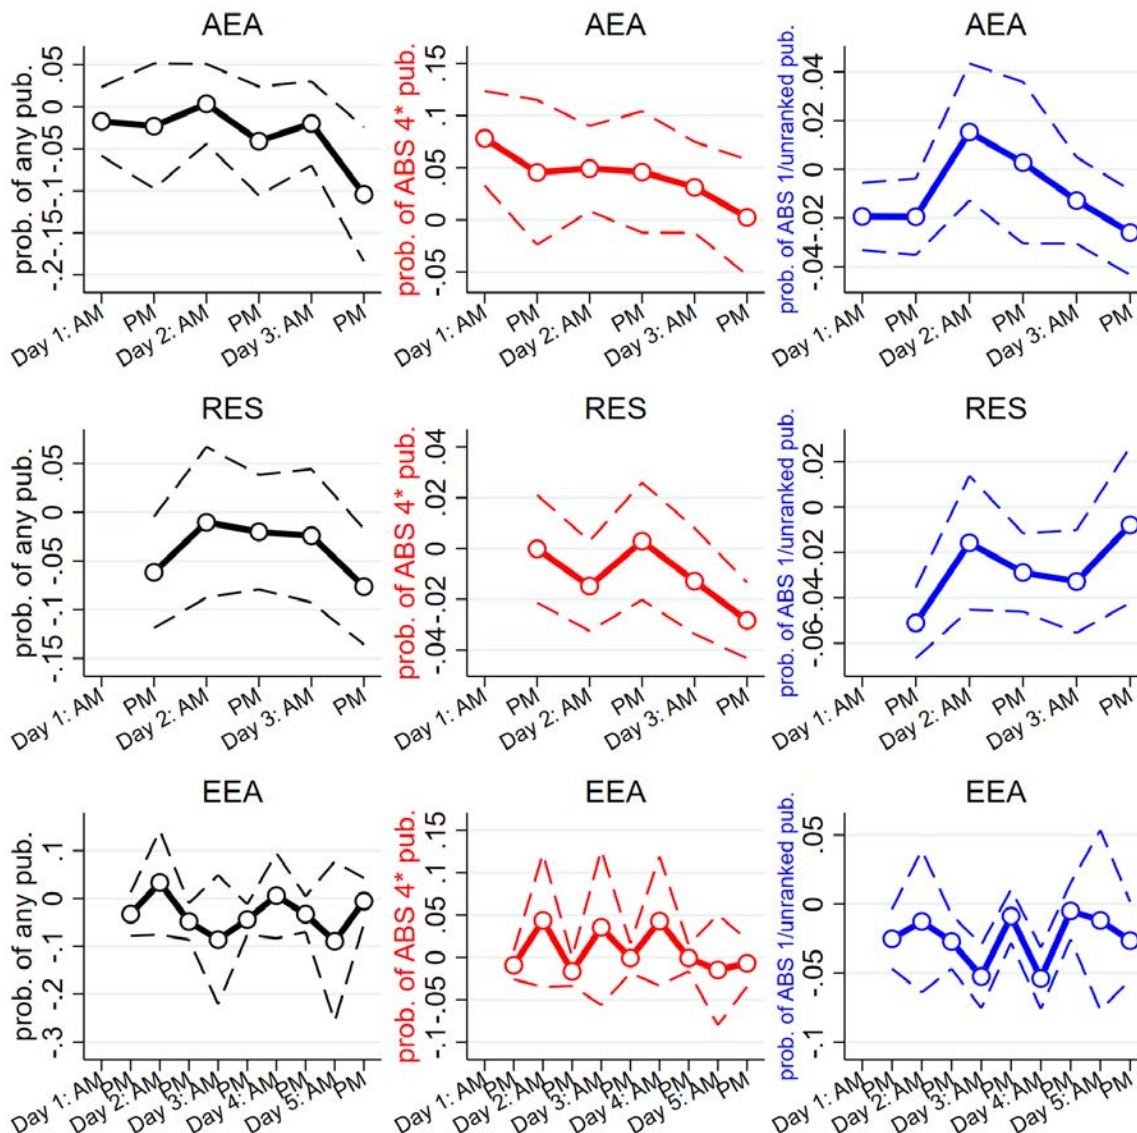 AEA
prob. of any pub.
.05
0
-.05
-.1
-.15
-.2
Day 1: AM
PM
Day 2: AM
PM
Day 3: AM
PM
AEA
prob. of ABS 4* pub.
.15
.1
.05
0
-.05
Day 1: AM
PM
Day 2: AM
PM
Day 3: AM
PM
AEA
prob. of ABS 1/unranked pub.
.04
.02
0
-.02
-.04
Day 1: AM
PM
Day 2: AM
PM
Day 3: AM
PM
RES
prob. of any pub.
.05
0
-.05
-.1
-.15
Day 1: AM
PM
Day 2: AM
PM
Day 3: AM
PM
RES
prob. of ABS 4* pub.
.04
.02
0
-.02
-.04
Day 1: AM
PM
Day 2: AM
PM
Day 3: AM
PM
RES
prob. of ABS 1/unranked pub.
.02
0
-.02
-.04
-.06
Day 1: AM
PM
Day 2: AM
PM
Day 3: AM
PM
EEA
prob. of any pub.
.1
0
-.1
-.2
-.3
Day 1: AM
PM
Day 2: AM
PM
Day 3: AM
PM
Day 4: AM
PM
Day 5: AM
PM
EEA
prob. of ABS 4* pub.
.15
.1
.05
0
-.05
-.1
Day 1: AM
PM
Day 2: AM
PM
Day 3: AM
PM
Day 4: AM
PM
Day 5: AM
PM
EEA
prob. of ABS 1/unranked pub.
.05
0
-.05
-.1
Day 1: AM
PM
Day 2: AM
PM
Day 3: AM
PM
Day 4: AM
PM
Day 5: AM
PM